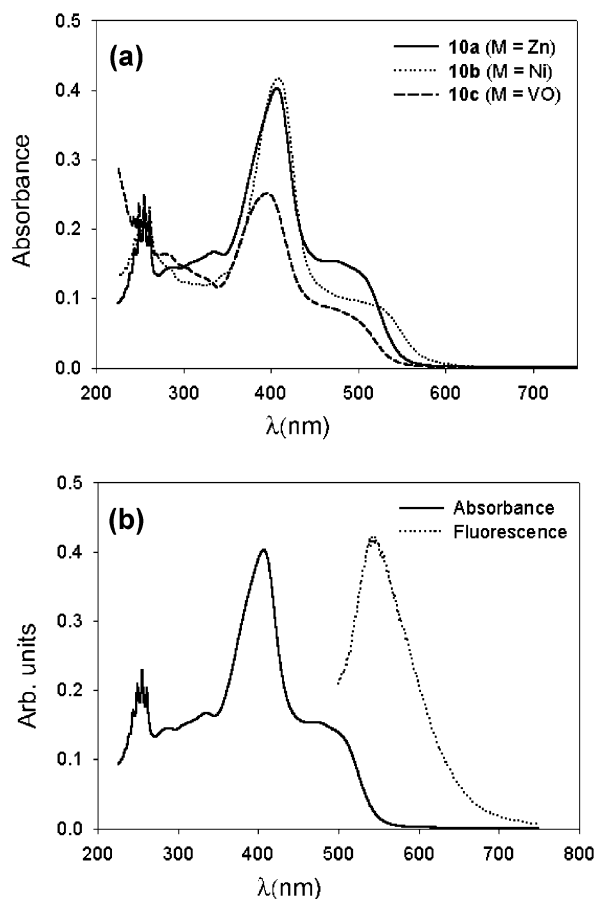 (a)
10a (M = Zn)
10b (M = Ni)
10c (M = VO)
Absorbance
0.5
0.4
0.3
0.2
0.1
0.0
200 300 400 500 600 700
λ(nm)
(b)
Absorbance
Fluorescence
Arb. units
0.5
0.4
0.3
0.2
0.1
0.0
200 300 400 500 600 700 800
λ(nm)